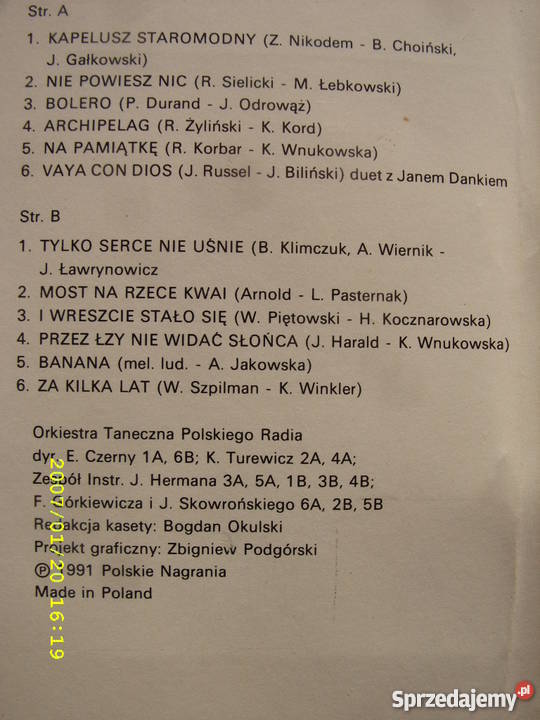 Str. A
1. KAPELUSZ STAROMODNY (Z. Nikodem - B. Choiński,
J. Gałkowski)
2. NIE POWIESZ NIC (R. Sielicki - M. Łebkowski)
3. BOLERO (P. Durand - J. Odrowąż)
4. ARCHIPELAG (R. Żyliński - K. Kord)
5. NA PAMIĄTKĘ (R. Korbar - K. Wnukowska)
6. VAYA CON DIOS (J. Russel - J. Biliński) duet z Janem Dankiem
Str. B
1. TYLKO SERCE NIE UŚNIE (B. Klimczuk, A. Wiernik -
J. Ławrynowicz
2. MOST NA RZECE KWAI (Arnold - L. Pasternak)
3. I WRESZCIE STAŁO SIĘ (W. Piętowski - H. Kocznarowska)
4. PRZEZ ŁZY NIE WIDAĆ SŁOŃCA (J. Harald - K. Wnukowska)
5. BANANA (mel. lud. - A. Jakowska)
6. ZA KILKA LAT (W. Szpilman - K. Winkler)
Orkiestra Taneczna Polskiego Radia
dyr. E. Czerny 1A, 6B; K. Turewicz 2A, 4A;
Zespół Instr. J. Hermana 3A, 5A, 1B, 3B, 4B;
F. Górkiewicza i J. Skowrońskiego 6A, 2B, 5B
Redakcja kasety: Bogdan Okulski
Projekt graficzny: Zbigniew Podgórski
Ⓟ 1991 Polskie Nagrania
Made in Poland
2007/01/20 16:19
Sprzedajemy.pl